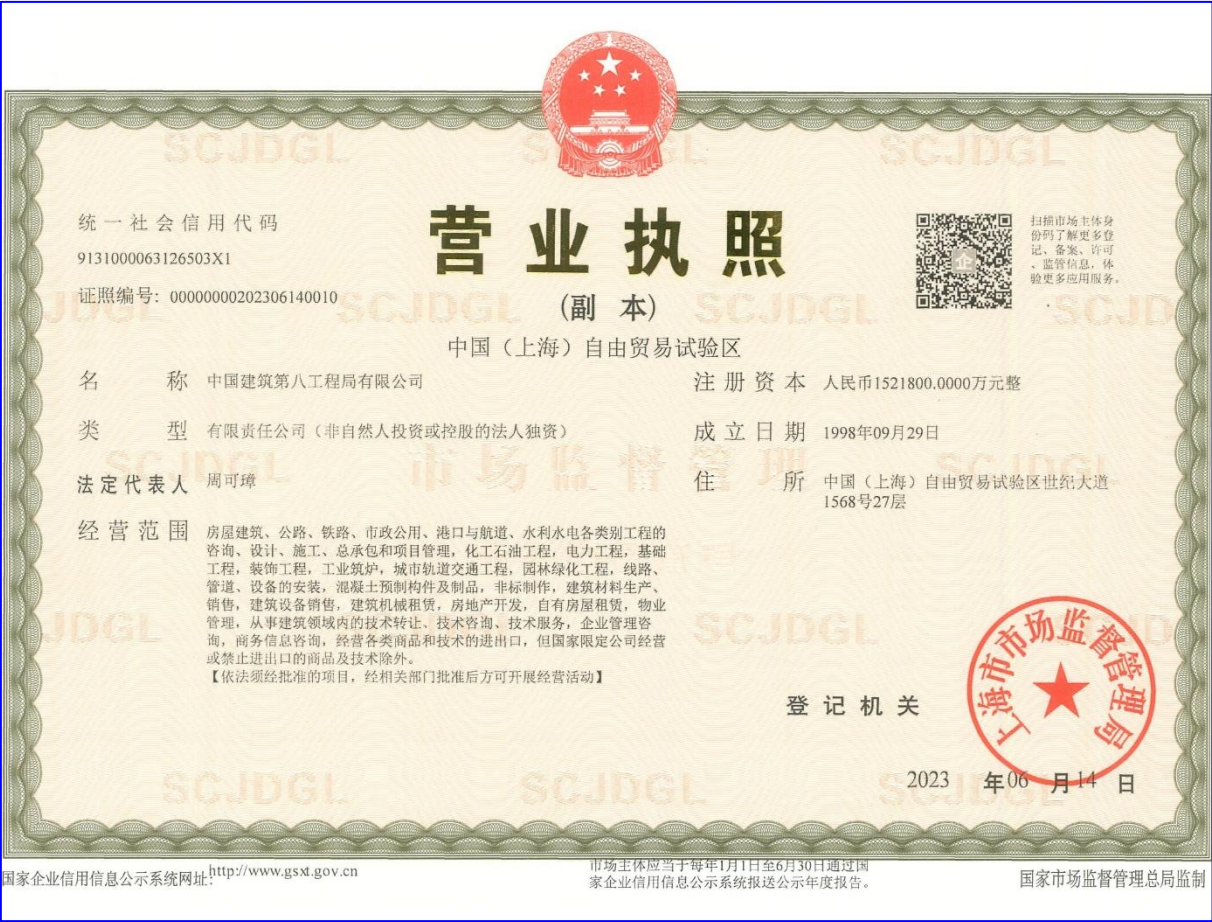 统一社会信用代码
9131000063126503X1
证照编号：00000000202306140010
营业执照
(副 本)
中国（上海）自由贸易试验区
扫描市场主体身
份码了解更多登
记、备案、许可
、监管信息，体
验更多应用服务。
名称 中国建筑第八工程局有限公司
类型 有限责任公司（非自然人投资或控股的法人独资）
法定代表人 周可璋
经营范围 房屋建筑、公路、铁路、市政公用、港口与航道、水利水电各类别工程的
咨询、设计、施工、总承包和项目管理，化工石油工程，电力工程，基础
工程，装饰工程，工业筑炉，城市轨道交通工程，园林绿化工程，线路、
管道、设备的安装，混凝土预制构件及制品，非标制作，建筑材料生产、
销售，建筑设备销售，建筑机械租赁，房地产开发，自有房屋租赁，物业
管理，从事建筑领域内的技术转让、技术咨询、技术服务，企业管理咨
询，商务信息咨询，经营各类商品和技术的进出口，但国家限定公司经营
或禁止进出口的商品及技术除外。
【依法须经批准的项目，经相关部门批准后方可开展经营活动】
注册资本 人民币1521800.0000万元整
成立日期 1998年09月29日
住所 中国（上海）自由贸易试验区世纪大道
1568号27层
登记机关
上海市市场监督管理局
2023 年06 月14 日
SCJDGL
市场监督管理
国家企业信用信息公示系统网址：http://www.gsxt.gov.cn
市场主体应当于每年1月1日至6月30日通过国
家企业信用信息公示系统报送公示年度报告。
国家市场监督管理总局监制